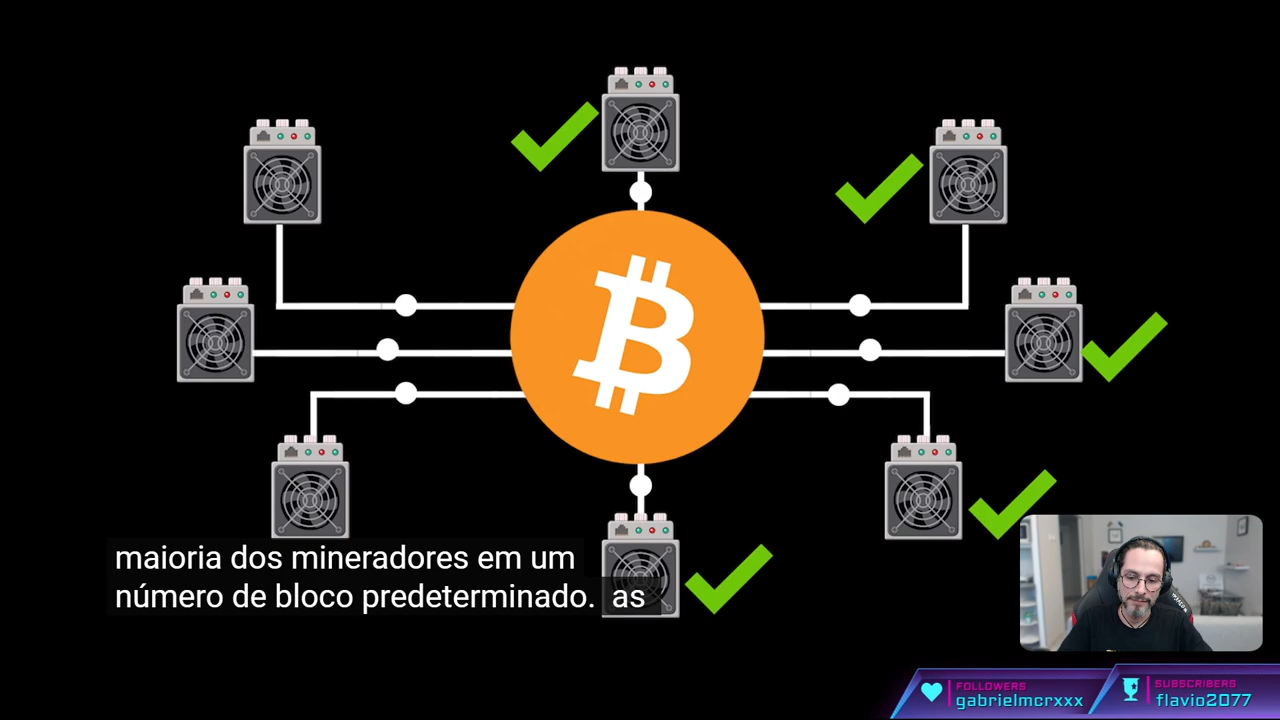 maioria dos mineradores em um
número de bloco predeterminado. as
FOLLOWERS
gabrielmcrxxx
SUBSCRIBERS
flavio2077